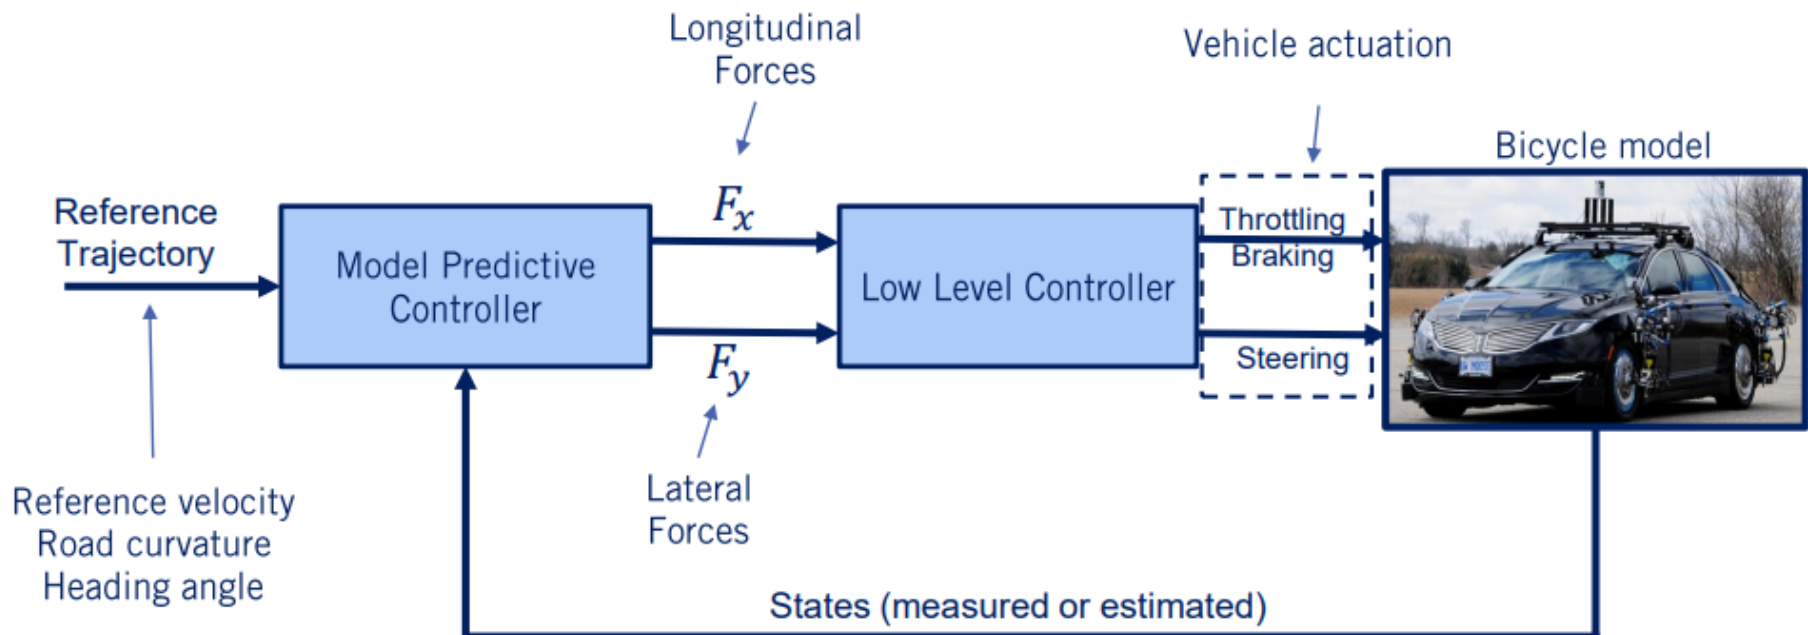 Longitudinal
Forces
Vehicle actuation
Bicycle model
Reference
Trajectory
Model Predictive
Controller
Fx
Fy
Low Level Controller
Throttling
Braking
Steering
Reference velocity
Road curvature
Heading angle
Lateral
Forces
States (measured or estimated)